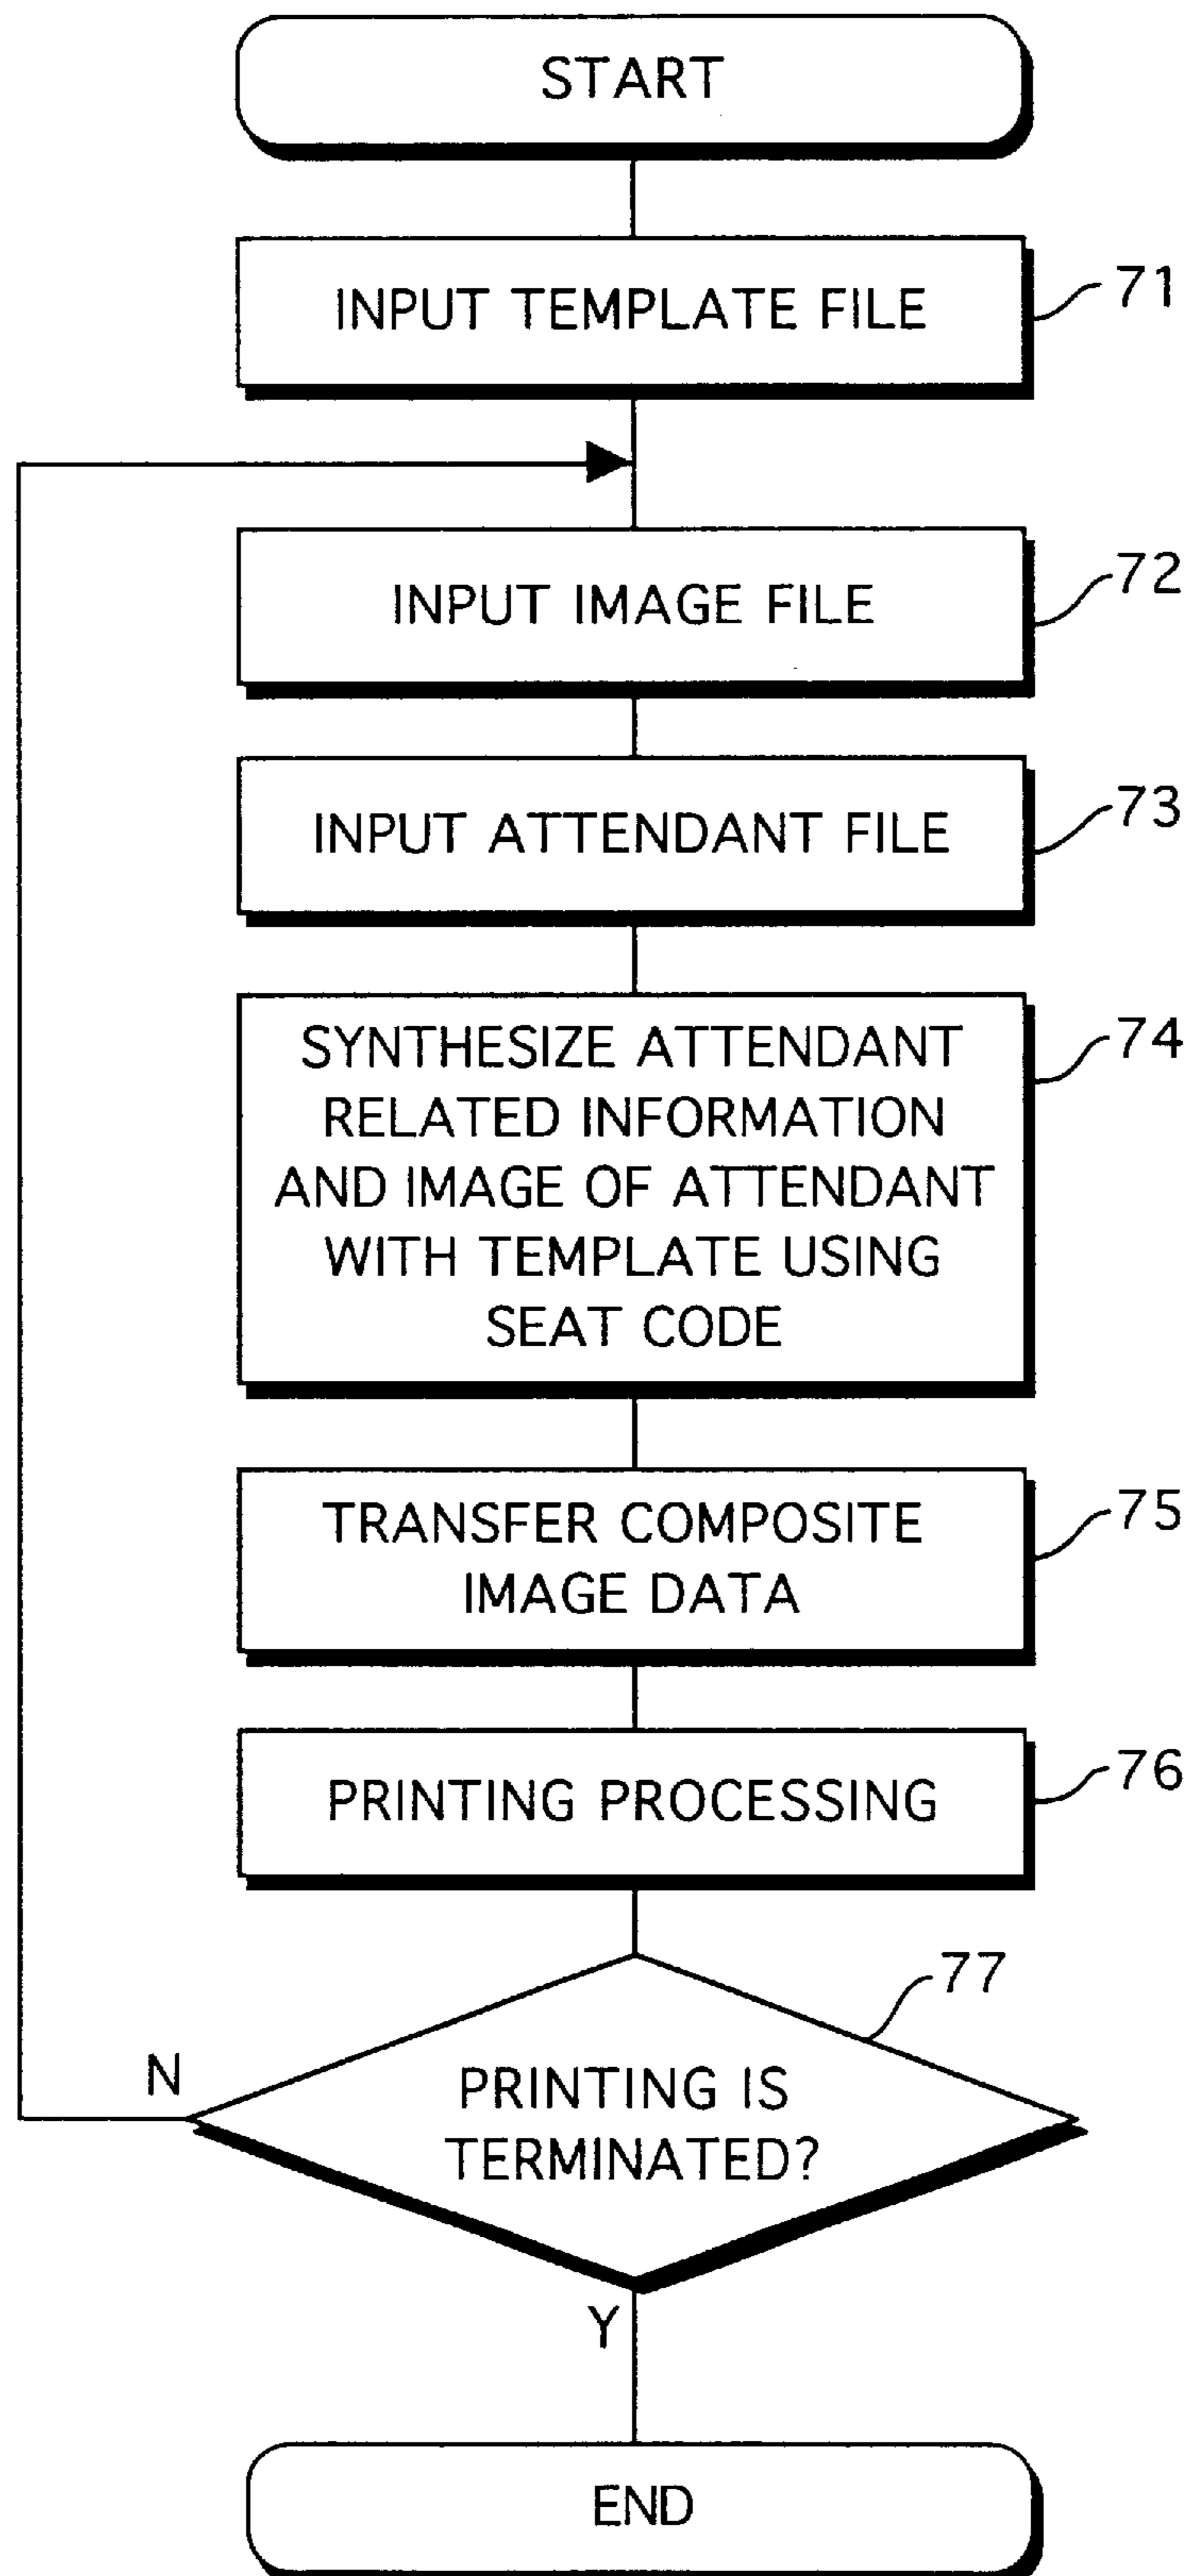 START
INPUT TEMPLATE FILE
71
INPUT IMAGE FILE
72
INPUT ATTENDANT FILE
73
SYNTHESIZE ATTENDANT
RELATED INFORMATION
AND IMAGE OF ATTENDANT
WITH TEMPLATE USING
SEAT CODE
74
TRANSFER COMPOSITE
IMAGE DATA
75
PRINTING PROCESSING
76
77
N
PRINTING IS
TERMINATED?
Y
END